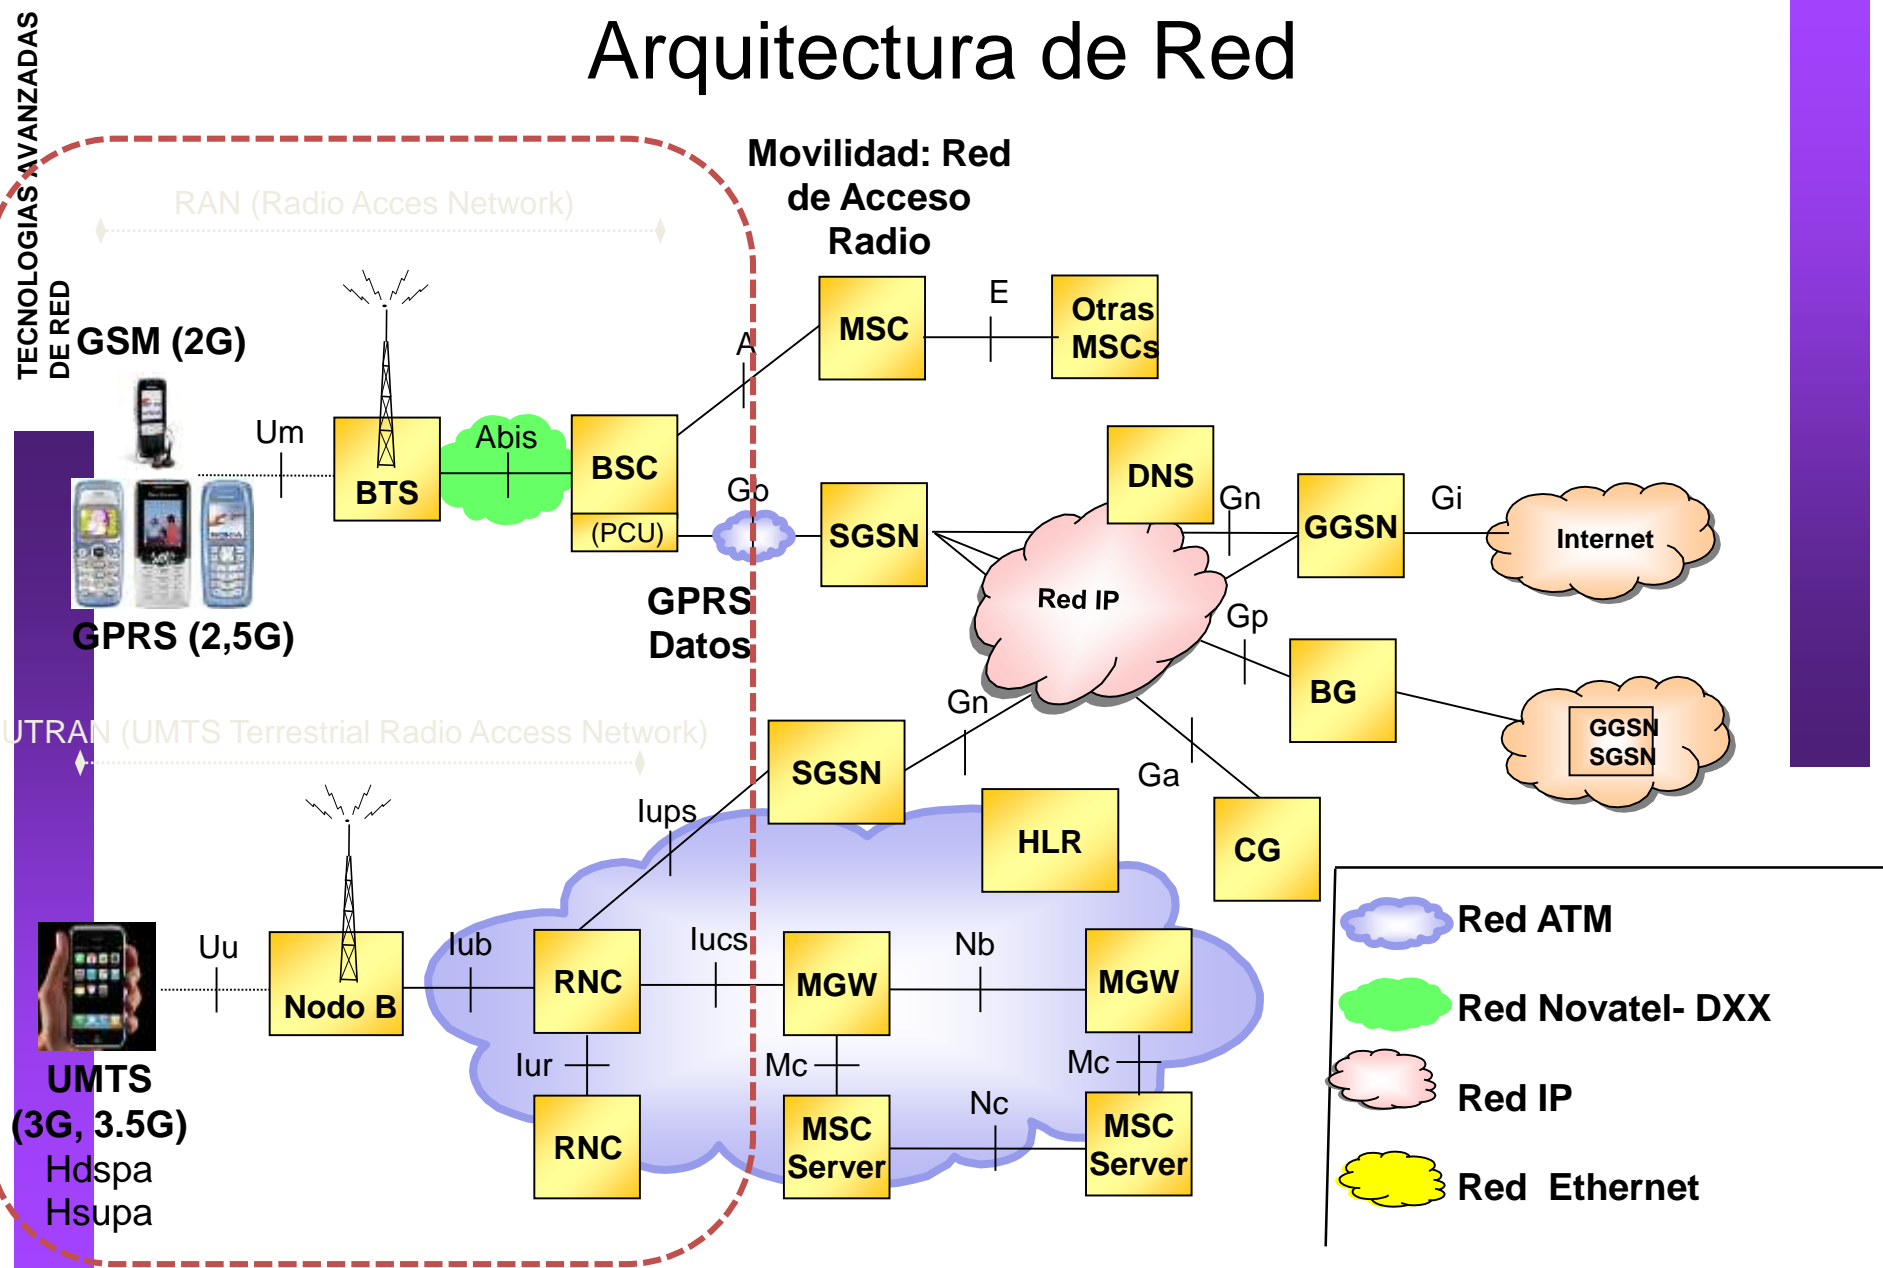 Arquitectura de Red
TECNOLOGIAS AVANZADAS
DE RED
Movilidad: Red
de Acceso
Radio
RAN (Radio Acces Network)
GSM (2G)
MSC
E
Otras
MSCs
A
Um
BTS
Abis
BSC
(PCU)
Gb
SGSN
DNS
Gn
GGSN
Gi
Internet
Red IP
GPRS
Datos
GPRS (2,5G)
Gp
BG
GGSN
SGSN
UTRAN (UMTS Terrestrial Radio Access Network)
Gn
SGSN
Ga
Iups
HLR
CG
Uu
Nodo B
Iub
RNC
Iucs
MGW
Nb
MGW
Iur
Mc
Mc
RNC
MSC
Server
Nc
MSC
Server
UMTS
(3G, 3.5G)
Hdspa
Hsupa
Red ATM
Red Novatel- DXX
Red IP
Red Ethernet